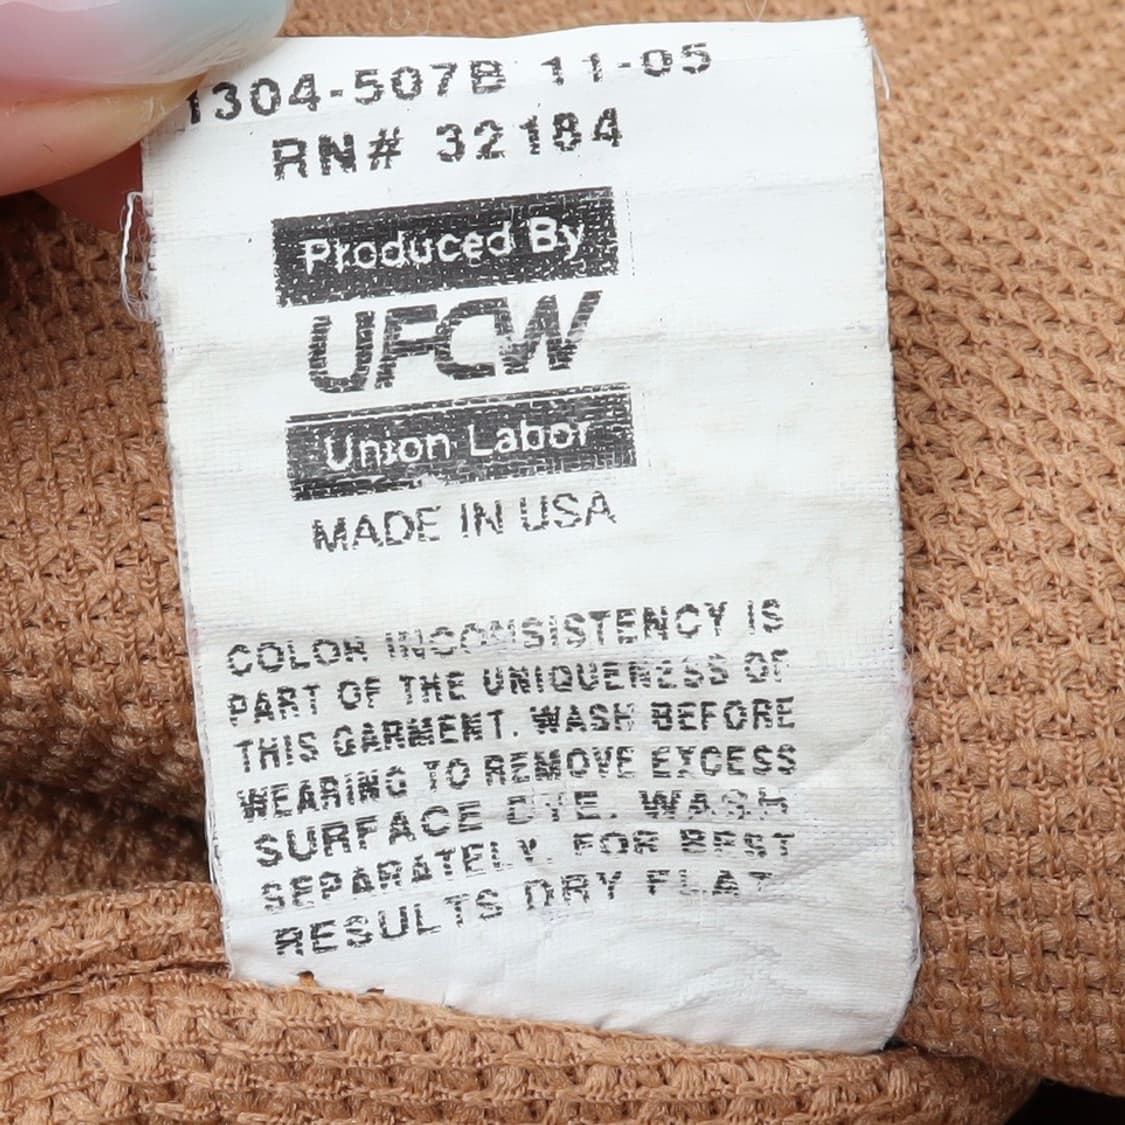 1304-507B 11-05
RN# 32184
Produced By
UFCW
Union Labor
MADE IN USA
COLOR INCONSISTENCY IS
PART OF THE UNIQUENESS OF
THIS GARMENT. WASH BEFORE
WEARING TO REMOVE EXCESS
SURFACE DYE. WASH
SEPARATELY. FOR BEST
RESULTS DRY FLAT